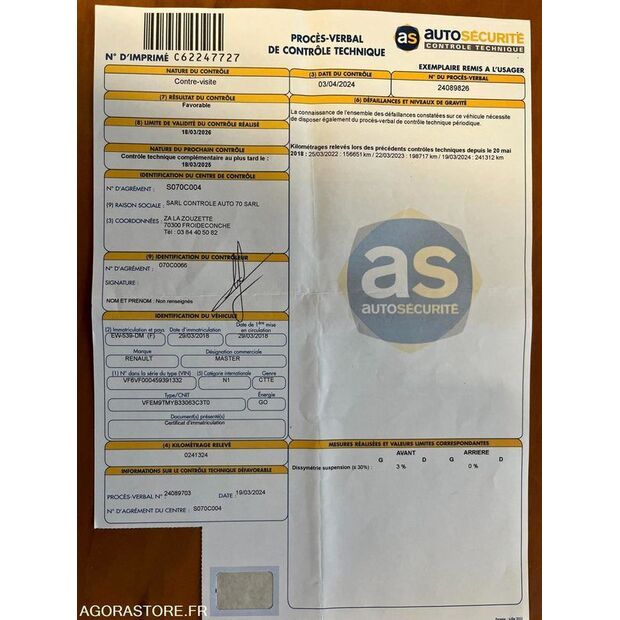 N° D'IMPRIMÉ C62247727
PROCÈS-VERBAL
DE CONTRÔLE TECHNIQUE
as AUTOSÉCURITÉ
CONTROLE TECHNIQUE
EXEMPLAIRE REMIS A L'USAGER
NATURE DU CONTRÔLE
Contre-visite
(3) DATE DU CONTRÔLE
03/04/2024
N° DU PROCÈS-VERBAL
24089826
(7) RÉSULTAT DU CONTRÔLE
Favorable
(8) LIMITE DE VALIDITÉ DU CONTRÔLE RÉALISÉ
18/03/2026
NATURE DU PROCHAIN CONTRÔLE
Contrôle technique complémentaire au plus tard le :
18/03/2025
(6) DÉFAILLANCES ET NIVEAUX DE GRAVITÉ
La connaissance de l'ensemble des défaillances constatées sur ce véhicule nécessite
de disposer également du procès-verbal de contrôle technique périodique.
Kilométrages relevés lors des précédents contrôles techniques depuis le 20 mai
2018 : 25/03/2022 : 156651 km / 22/03/2023 : 198717 km / 19/03/2024 : 241312 km
IDENTIFICATION DU CENTRE DE CONTRÔLE
N° D'AGRÉMENT : S070C004
(9) RAISON SOCIALE : SARL CONTROLE AUTO 70 SARL
(3) COORDONNÉES : ZA LA ZOUZETTE
70300 FROIDECONCHE
Tél : 03 84 40 50 82
(9) IDENTIFICATION DU CONTRÔLEUR
N° D'AGRÉMENT : 070C0066
SIGNATURE :
NOM ET PRÉNOM : Non renseignés
as
AUTOSÉCURITÉ
IDENTIFICATION DU VÉHICULE
(2) Immatriculation et pays
EW-539-DM (F)
Date d'immatriculation
29/03/2018
Date de 1ère mise
en circulation
29/03/2018
Marque
RENAULT
Désignation commerciale
MASTER
(1) N° dans la série du type (VIN)
VF6VF000459391332
(5) Catégorie internationale
N1
Genre
CTTE
Type/CNIT
VFEM9TMYB33063C3T0
Énergie
GO
Document(s) présenté(s)
Certificat d'immatriculation
(4) KILOMÉTRAGE RELEVÉ
0241324
INFORMATIONS SUR LE CONTRÔLE TECHNIQUE DÉFAVORABLE
PROCÈS-VERBAL N° 24089703 DATE : 19/03/2024
N° D'AGRÉMENT DU CENTRE : S070C004
MESURES RÉALISÉES ET VALEURS LIMITES CORRESPONDANTES
AVANT ARRIERE
G D G D
Dissymétrie suspension (≤ 30%) : 3 % 0 %
AGORASTORE.FR